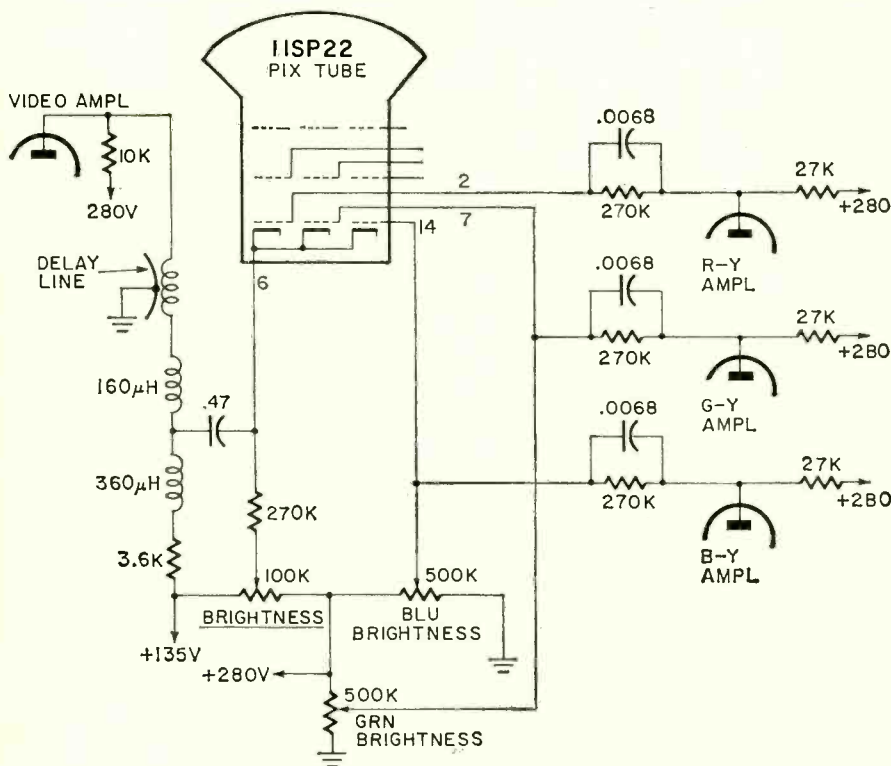 11SP22
PIX TUBE
VIDEO AMPL
10K
280V
DELAY
LINE
160µH
.47
360µH
3.6K
270K
100K
BRIGHTNESS
+135V
+280V
500K
BLU
BRIGHTNESS
500K
GRN
BRIGHTNESS
2
7
14
6
.0068
270K
27K
+280
R-Y
AMPL
.0068
270K
27K
+280
G-Y
AMPL
.0068
270K
27K
+280
B-Y
AMPL